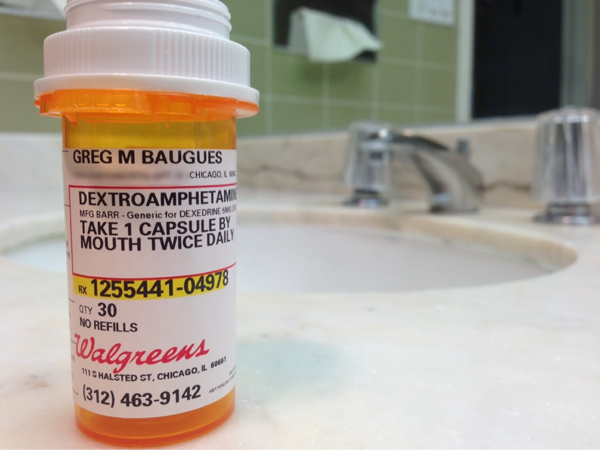 GREG M BAUGUES
CHICAGO, IL
DEXTROAMPHETAMIN
MFG BARR - Generic for DEXEDRINE
TAKE 1 CAPSULE BY
MOUTH TWICE DAILY
RX 1255441-04978
QTY 30
NO REFILLS
Walgreens
111 S HALSTED ST, CHICAGO, IL 60661
(312) 463-9142